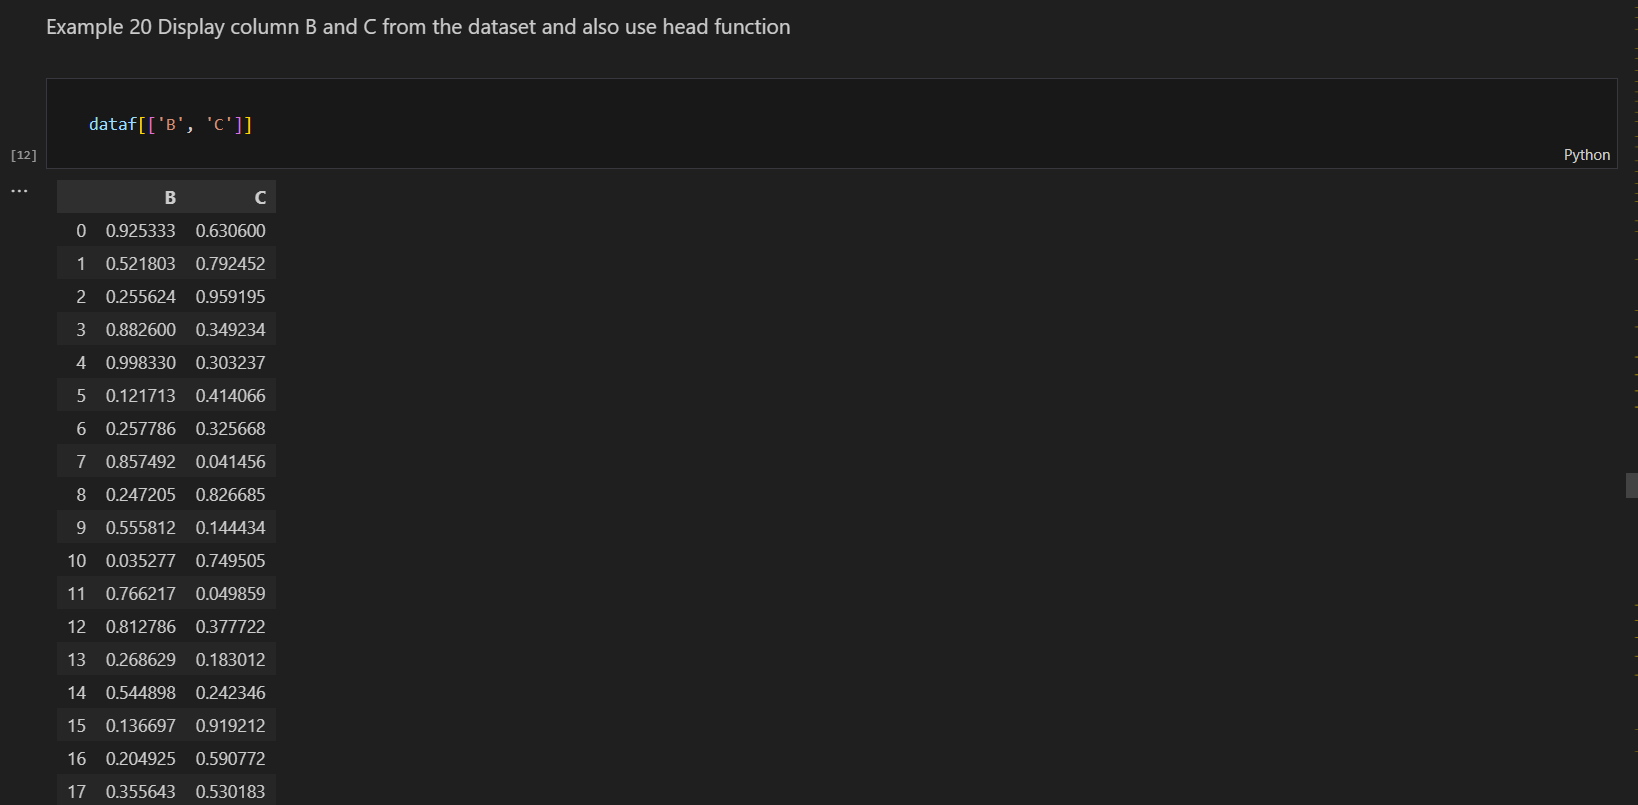 Example 20 Display column B and C from the dataset and also use head function
dataf[['B', 'C']]
[12]
Python
...
B C
0 0.925333 0.630600
1 0.521803 0.792452
2 0.255624 0.959195
3 0.882600 0.349234
4 0.998330 0.303237
5 0.121713 0.414066
6 0.257786 0.325668
7 0.857492 0.041456
8 0.247205 0.826685
9 0.555812 0.144434
10 0.035277 0.749505
11 0.766217 0.049859
12 0.812786 0.377722
13 0.268629 0.183012
14 0.544898 0.242346
15 0.136697 0.919212
16 0.204925 0.590772
17 0.355643 0.530183